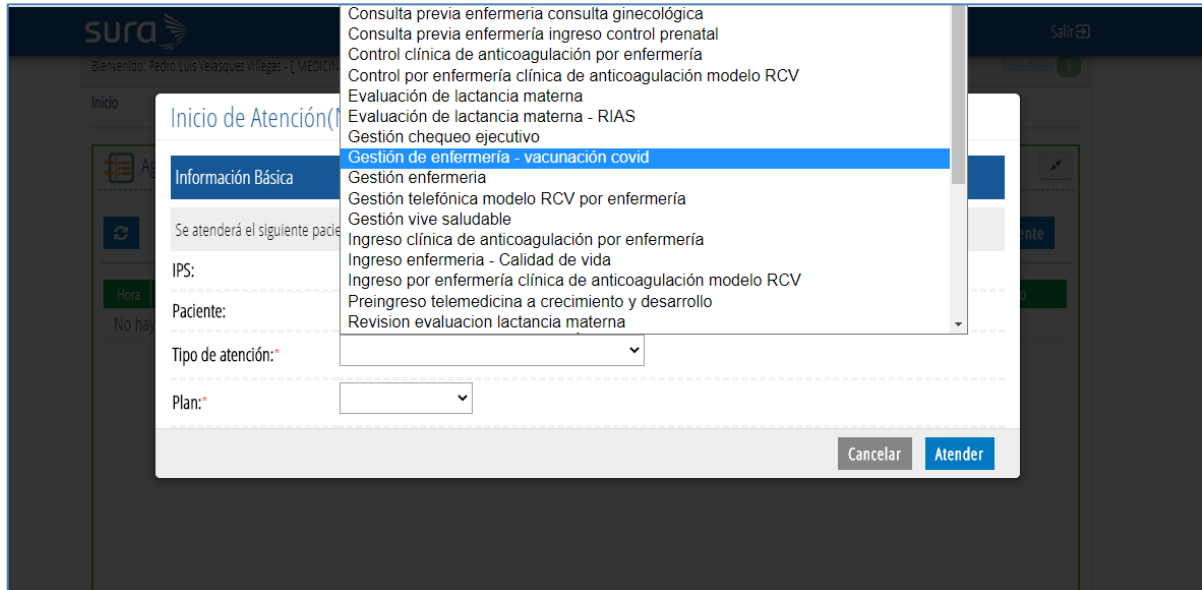 sura
Salir
Bienvenido: Pedro Luis Velasquez Villegas - [ MEDICIN
Novedades 1
Inicio
Consulta previa enfermeria consulta ginecológica
Consulta previa enfermería ingreso control prenatal
Control clínica de anticoagulación por enfermería
Control por enfermería clínica de anticoagulación modelo RCV
Evaluación de lactancia materna
Evaluación de lactancia materna - RIAS
Gestión chequeo ejecutivo
Gestión de enfermería - vacunación covid
Gestión enfermeria
Gestión telefónica modelo RCV por enfermería
Gestión vive saludable
Ingreso clínica de anticoagulación por enfermería
Ingreso enfermeria - Calidad de vida
Ingreso por enfermería clínica de anticoagulación modelo RCV
Preingreso telemedicina a crecimiento y desarrollo
Revision evaluacion lactancia materna
Inicio de Atención(
Ag
Información Básica
Se atenderá el siguiente pacie
ente
IPS:
Hora
Paciente:
No hay
Tipo de atención:*
Plan:*
Cancelar
Atender